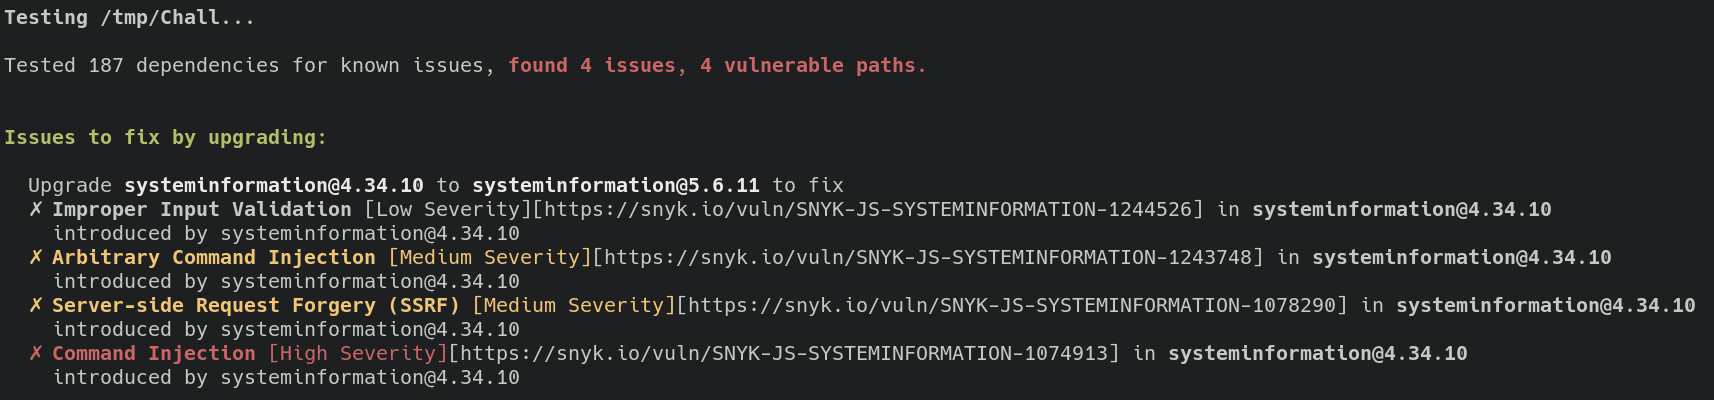 Testing /tmp/Chall...
Tested 187 dependencies for known issues, found 4 issues, 4 vulnerable paths.
Issues to fix by upgrading:
Upgrade systeminformation@4.34.10 to systeminformation@5.6.11 to fix
✗ Improper Input Validation [Low Severity][https://snyk.io/vuln/SNYK-JS-SYSTEMINFORMATION-1244526] in systeminformation@4.34.10
introduced by systeminformation@4.34.10
✗ Arbitrary Command Injection [Medium Severity][https://snyk.io/vuln/SNYK-JS-SYSTEMINFORMATION-1243748] in systeminformation@4.34.10
introduced by systeminformation@4.34.10
✗ Server-side Request Forgery (SSRF) [Medium Severity][https://snyk.io/vuln/SNYK-JS-SYSTEMINFORMATION-1078290] in systeminformation@4.34.10
introduced by systeminformation@4.34.10
✗ Command Injection [High Severity][https://snyk.io/vuln/SNYK-JS-SYSTEMINFORMATION-1074913] in systeminformation@4.34.10
introduced by systeminformation@4.34.10